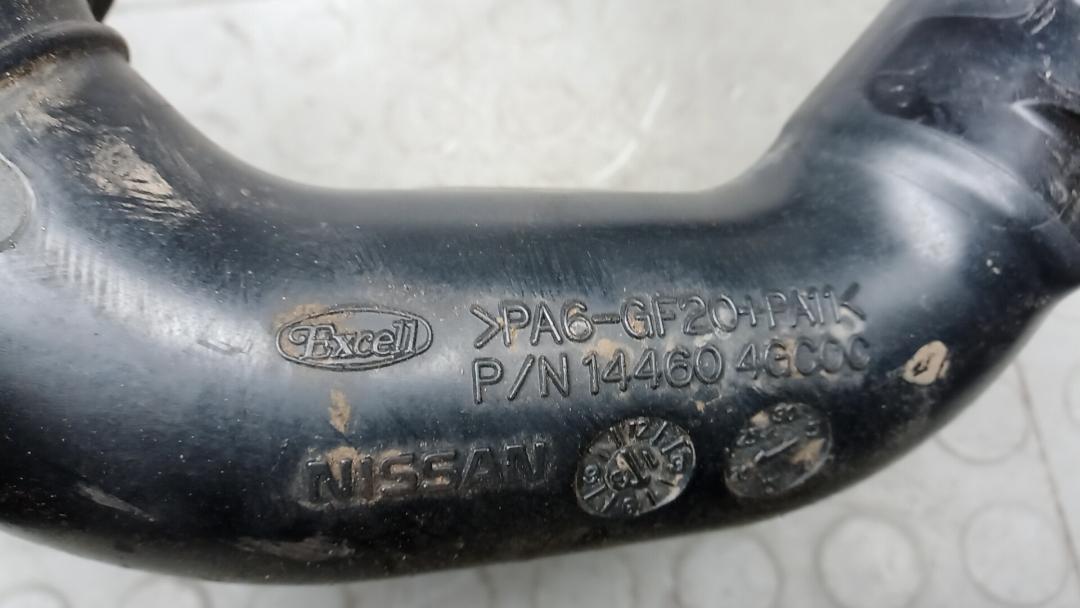 Excell
>PA6-GF20+PA11<
P/N 14460 4GC0C
NISSAN